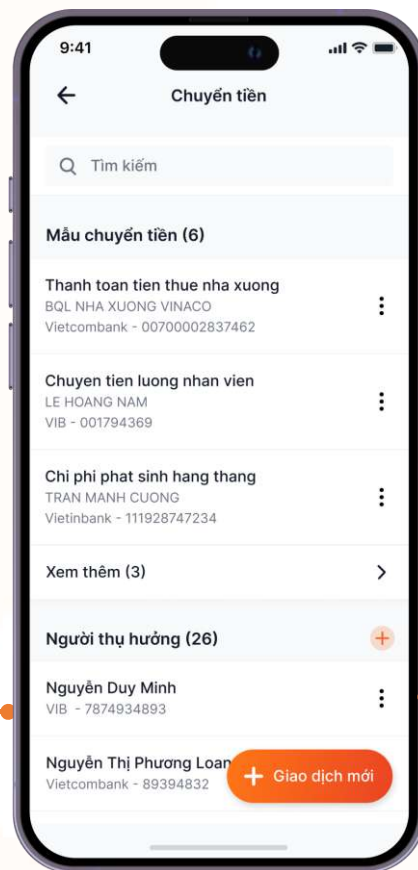 9:41
Chuyển tiền
Tìm kiếm
Mẫu chuyển tiền (6)
Thanh toan tien thue nha xuong
BQL NHA XUONG VINACO
Vietcombank - 00700002837462
Chuyen tien luong nhan vien
LE HOANG NAM
VIB - 001794369
Chi phi phat sinh hang thang
TRAN MANH CUONG
Vietinbank - 111928747234
Xem thêm (3)
Người thụ hưởng (26)
Nguyễn Duy Minh
VIB - 7874934893
Nguyễn Thị Phương Loan
Giao dịch mới
Vietcombank - 89394832